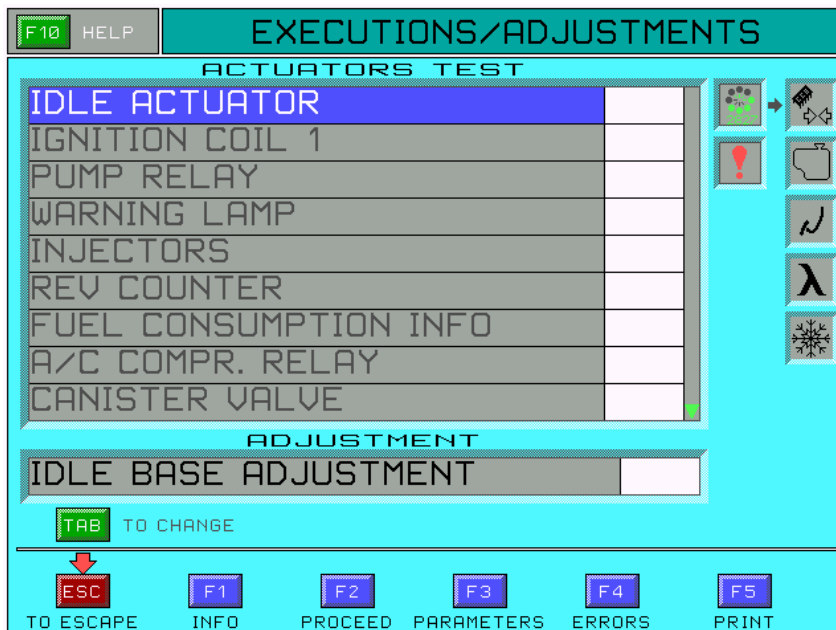 F10 HELP EXECUTIONS/ADJUSTMENTS
ACTUATORS TEST
IDLE ACTUATOR
IGNITION COIL 1
PUMP RELAY
WARNING LAMP
INJECTORS
REV COUNTER
FUEL CONSUMPTION INFO
A/C COMPR. RELAY
CANISTER VALVE
ADJUSTMENT
IDLE BASE ADJUSTMENT
TAB TO CHANGE
ESC F1 F2 F3 F4 F5
TO ESCAPE INFO PROCEED PARAMETERS ERRORS PRINT